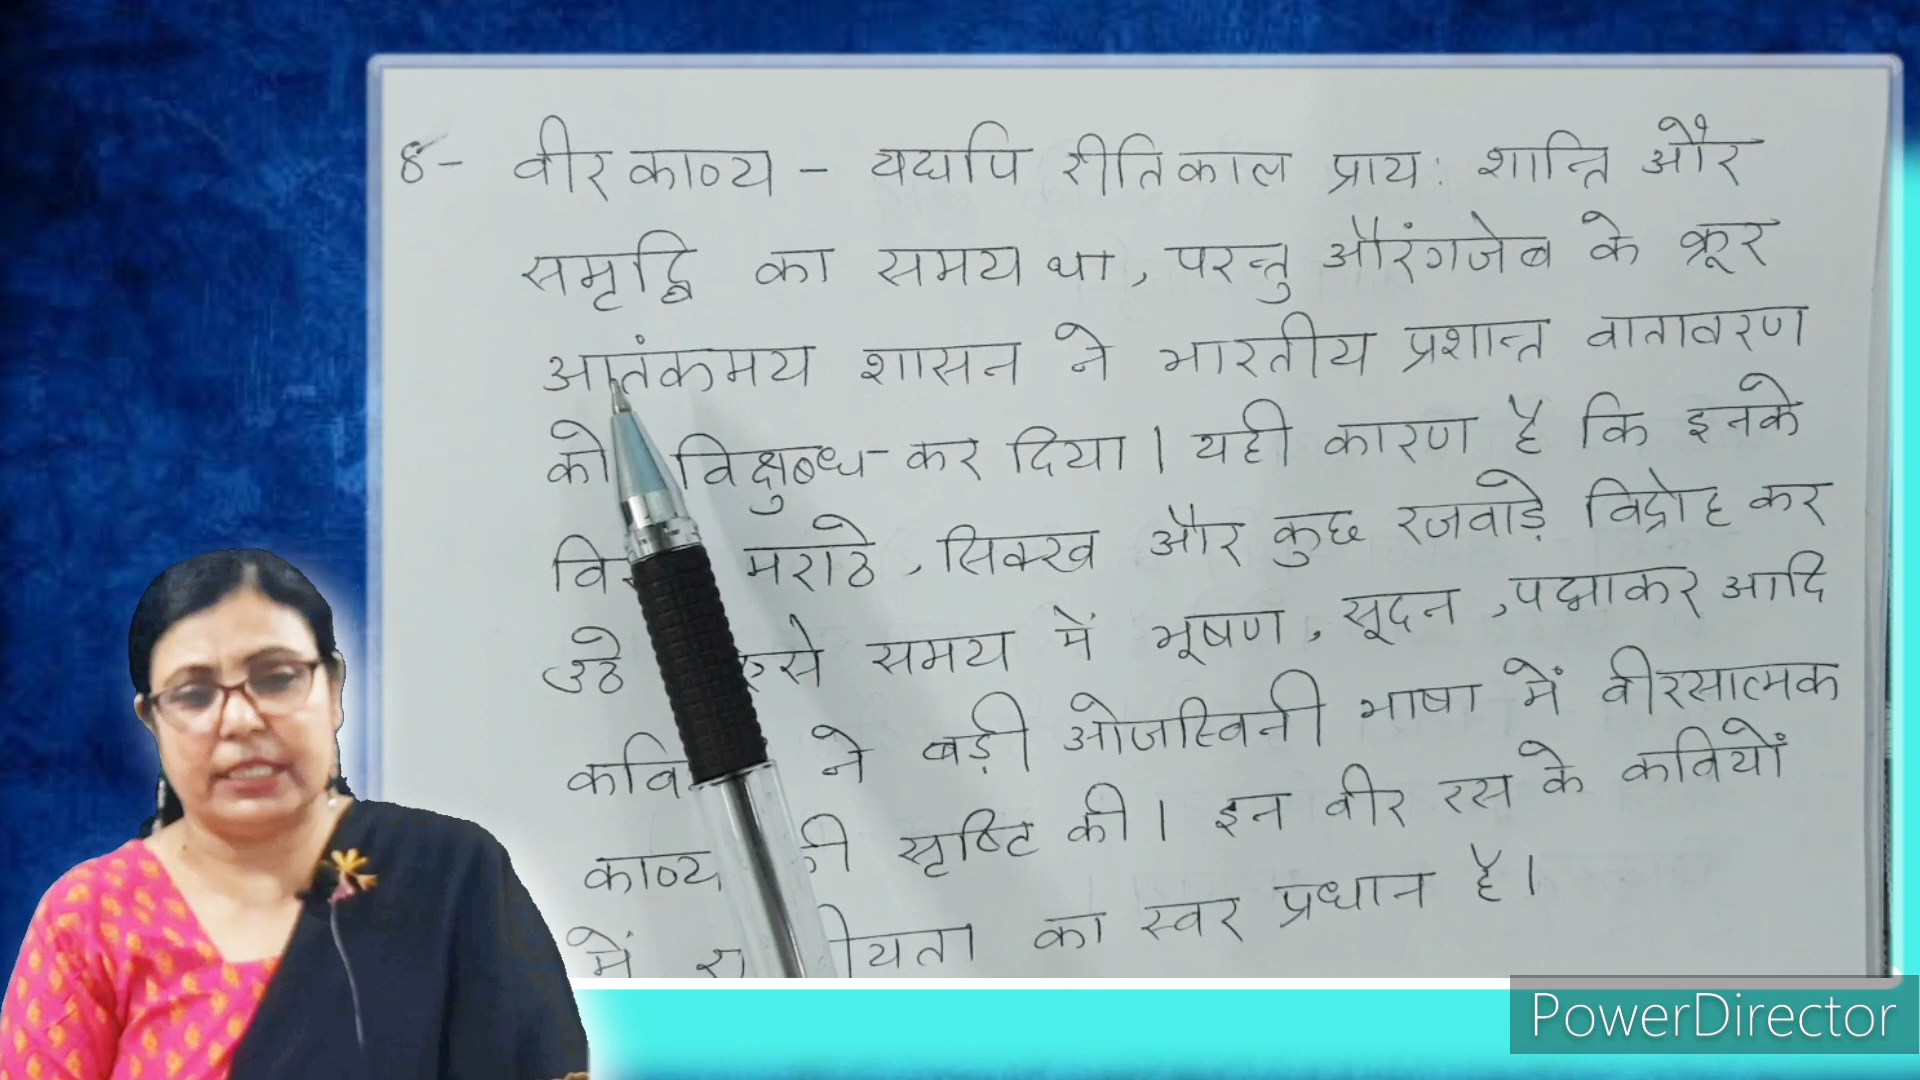 8- वीर काव्य - यद्यपि रीतिकाल प्रायः शान्ति और
समृद्धि का समय था, परन्तु औरंगजेब के क्रूर
आतंकमय शासन ने भारतीय प्रशान्त वातावरण
को विक्षुब्ध कर दिया। यही कारण है कि इनके
मराठे, सिक्ख और कुछ रजवाड़े विद्रोह कर
उठे समय में भूषण, सूदन, पद्माकर आदि
ने बड़ी ओजस्विनी भाषा में वीरसात्मक
काव्य की सृष्टि की। इन वीर रस के कवियों
में का स्वर प्रधान है।
PowerDirector